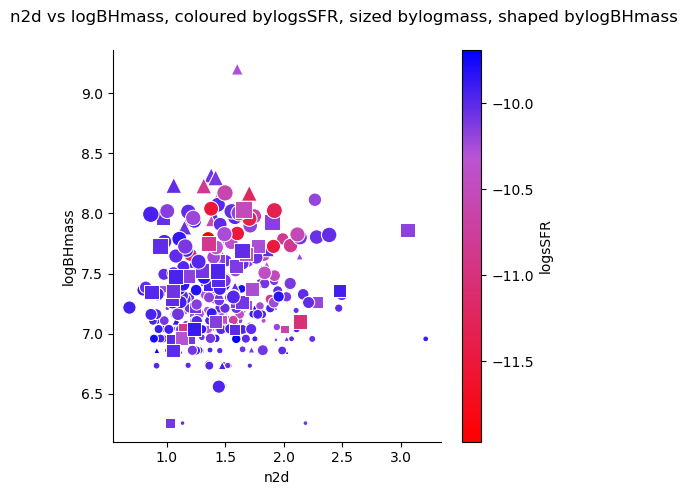 n2d vs logBHmass, coloured bylogsSFR, sized bylogmass, shaped bylogBHmass
9.0
8.5
8.0
7.5
7.0
6.5
logBHmass
1.0 1.5 2.0 2.5 3.0
n2d
−10.0
−10.5
−11.0
−11.5
logsSFR